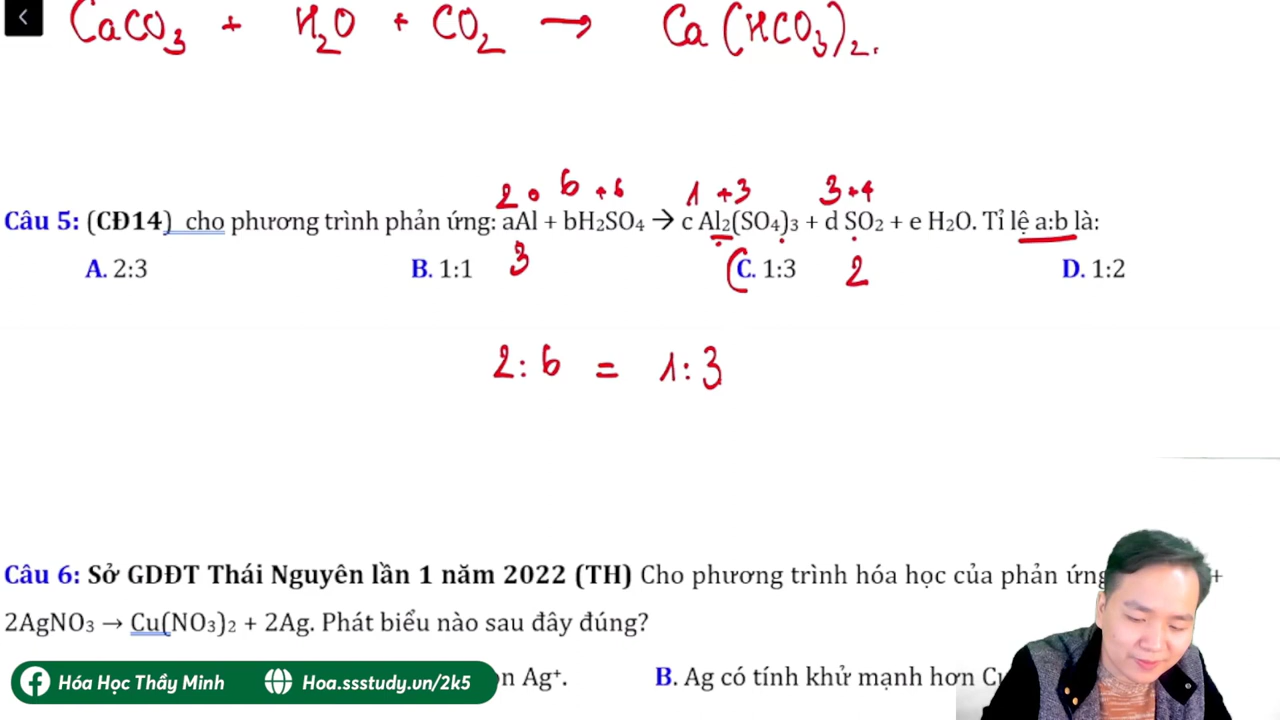 CaCO3 + H2O + CO2 → Ca(HCO3)2.
2 0 6 +6 1 +3 3 +4
Câu 5: (CĐ14) cho phương trình phản ứng: aAl + bH2SO4 → c Al2(SO4)3 + d SO2 + e H2O. Tỉ lệ a:b là:
A. 2:3 B. 1:1 3 C. 1:3 2 D. 1:2
2:6 = 1:3
Câu 6: Sở GDĐT Thái Nguyên lần 1 năm 2022 (TH) Cho phương trình hóa học của phản ứng +
2AgNO3 → Cu(NO3)2 + 2Ag. Phát biểu nào sau đây đúng?
Hóa Học Thầy Minh Hoa.ssstudy.vn/2k5 n Ag+. B. Ag có tính khử mạnh hơn